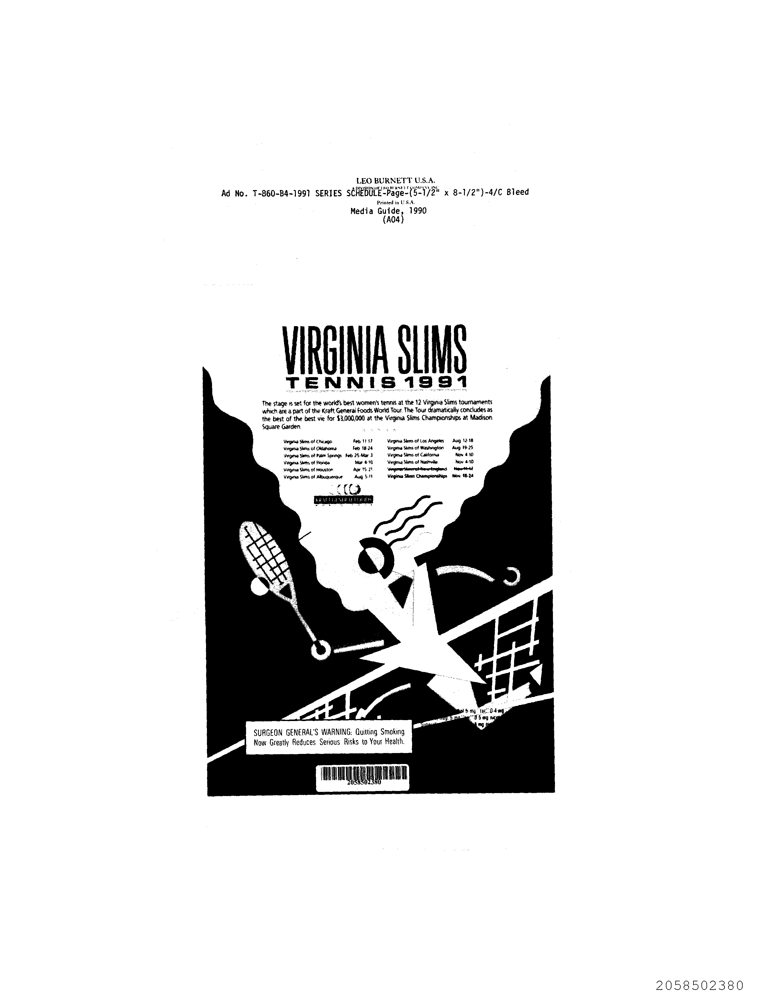 LEO BURNETT U.S.A.
Ad No. T-860-B4-1991 SERIES SCHEDULE-Page-(5-1/2" x 8-1/2")-4/C Bleed
Printed in U.S.A.
Media Guide, 1990
(A04)
VIRGINIA SLIMS
TENNIS 1991
The stage is set for the world's best women's tennis at the 12 Virginia Slims tournaments
which are a part of the Kraft General Foods World Tour. The Tour dramatically concludes as
the best of the best vie for $3,000,000 at the Virginia Slims Championships at Madison
Square Garden.
Virginia Slims of Chicago Feb 11-17 Virginia Slims of Los Angeles Aug 12-18
Virginia Slims of Oklahoma Feb 18-24 Virginia Slims of Washington Aug 19-25
Virginia Slims of Palm Springs Feb 25-Mar 3 Virginia Slims of California Nov 4-10
Virginia Slims of Florida Mar 4-10 Virginia Slims of Nashville Nov 4-10
Virginia Slims of Houston Apr 15-21 Virginia Slims of New England
Virginia Slims of Albuquerque Aug 5-11 Virginia Slims Championships Nov 18-24
KRAFT GENERAL FOODS
SURGEON GENERAL'S WARNING: Quitting Smoking
Now Greatly Reduces Serious Risks to Your Health.
2058502380
2058502380